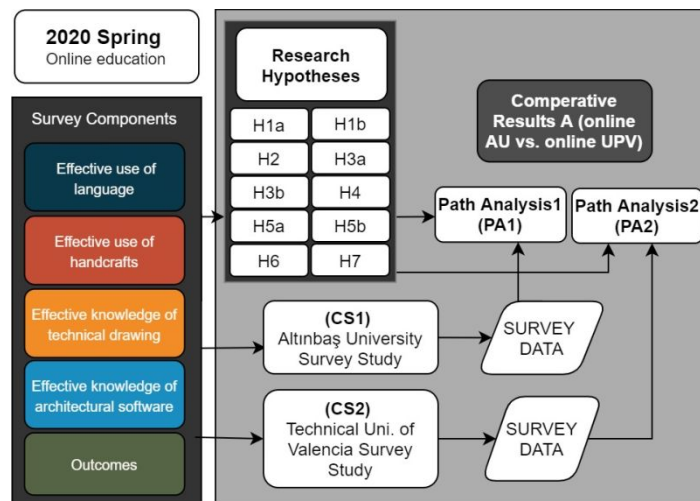 2020 Spring
Online education
Survey Components
Effective use of
language
Effective use of
handcrafts
Effective knowledge of
technical drawing
Effective knowledge of
architectural software
Outcomes
Research
Hypotheses
H1a
H1b
H2
H3a
H3b
H4
H5a
H5b
H6
H7
Comperative
Results A (online
AU vs. online UPV)
Path Analysis1
(PA1)
Path Analysis2
(PA2)
(CS1)
Altınbaş University
Survey Study
SURVEY
DATA
(CS2)
Technical Uni. of
Valencia Survey
Study
SURVEY
DATA